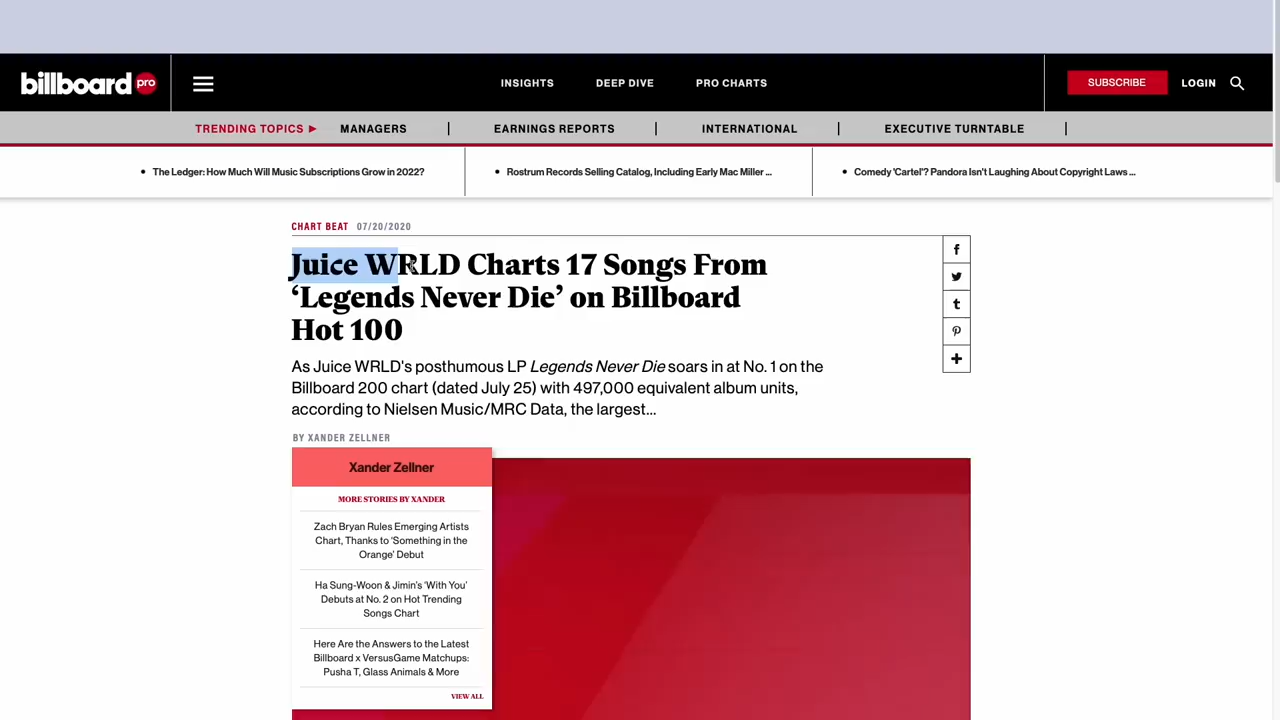 billboard pro
INSIGHTS DEEP DIVE PRO CHARTS
SUBSCRIBE LOGIN
TRENDING TOPICS ► MANAGERS | EARNINGS REPORTS | INTERNATIONAL | EXECUTIVE TURNTABLE |
• The Ledger: How Much Will Music Subscriptions Grow in 2022? • Rostrum Records Selling Catalog, Including Early Mac Miller ... • Comedy 'Cartel'? Pandora Isn't Laughing About Copyright Laws ...
CHART BEAT 07/20/2020
Juice WRLD Charts 17 Songs From
‘Legends Never Die’ on Billboard
Hot 100
As Juice WRLD's posthumous LP Legends Never Die soars in at No. 1 on the
Billboard 200 chart (dated July 25) with 497,000 equivalent album units,
according to Nielsen Music/MRC Data, the largest...
BY XANDER ZELLNER
Xander Zellner
MORE STORIES BY XANDER
Zach Bryan Rules Emerging Artists
Chart, Thanks to ‘Something in the
Orange’ Debut
Ha Sung-Woon & Jimin’s ‘With You’
Debuts at No. 2 on Hot Trending
Songs Chart
Here Are the Answers to the Latest
Billboard x VersusGame Matchups:
Pusha T, Glass Animals & More
VIEW ALL